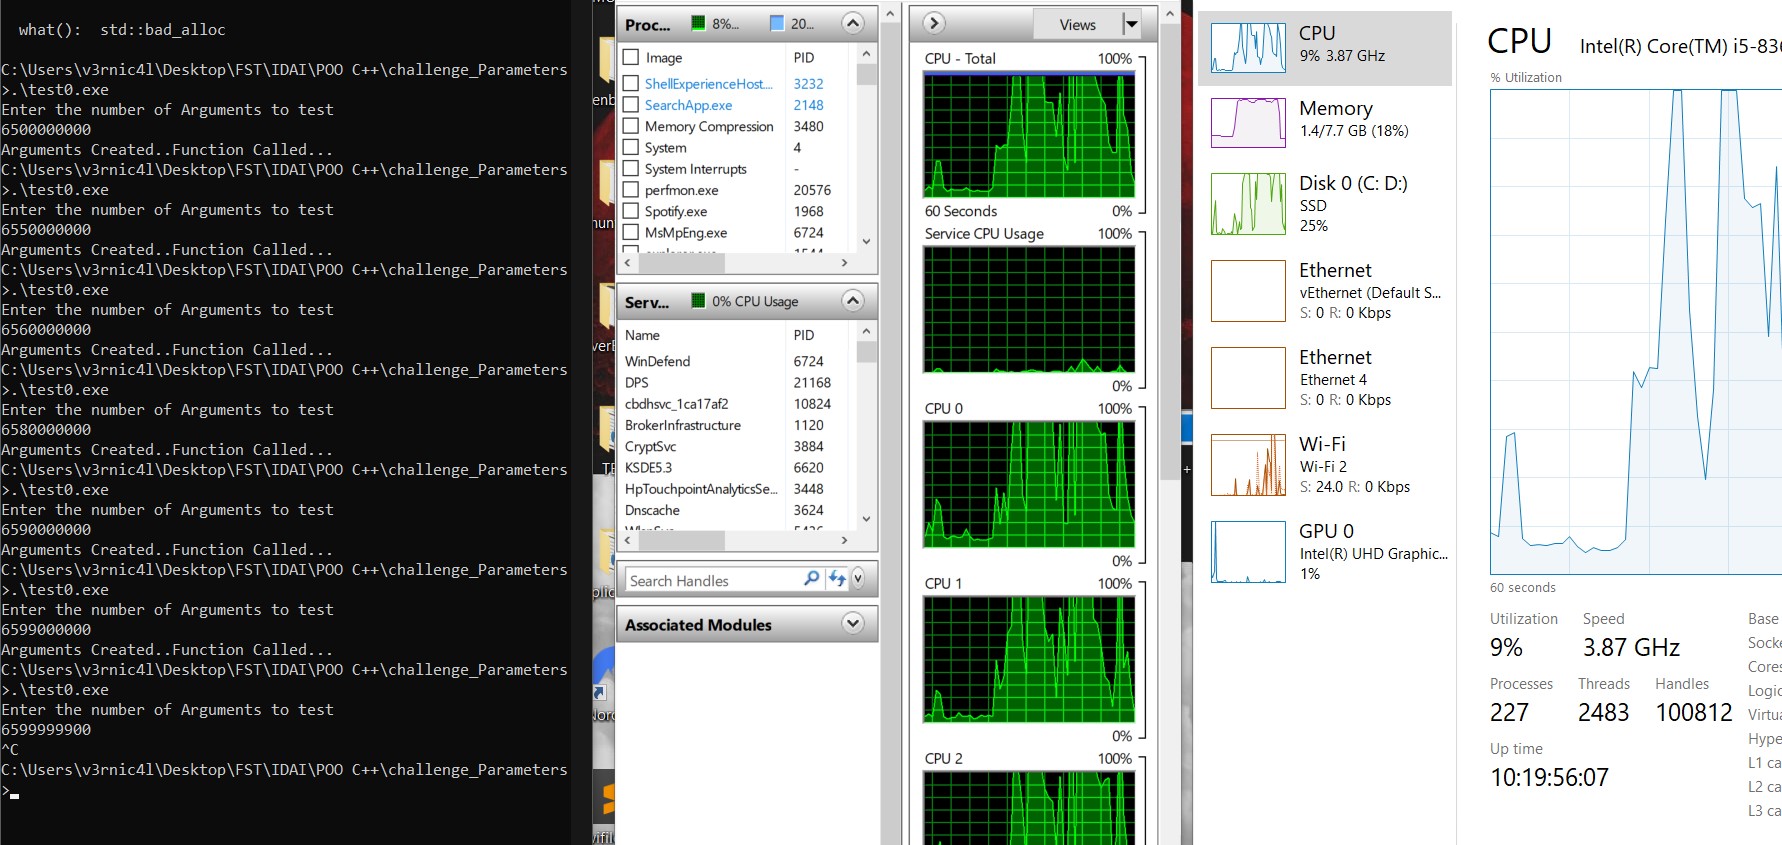 what():  std::bad_alloc
C:\Users\v3rnic4l\Desktop\FST\IDAI\POO C++\challenge_Parameters
>.\test0.exe
Enter the number of Arguments to test
6500000000
Arguments Created..Function Called...
C:\Users\v3rnic4l\Desktop\FST\IDAI\POO C++\challenge_Parameters
>.\test0.exe
Enter the number of Arguments to test
6550000000
Arguments Created..Function Called...
C:\Users\v3rnic4l\Desktop\FST\IDAI\POO C++\challenge_Parameters
>.\test0.exe
Enter the number of Arguments to test
6560000000
Arguments Created..Function Called...
C:\Users\v3rnic4l\Desktop\FST\IDAI\POO C++\challenge_Parameters
>.\test0.exe
Enter the number of Arguments to test
6580000000
Arguments Created..Function Called...
C:\Users\v3rnic4l\Desktop\FST\IDAI\POO C++\challenge_Parameters
>.\test0.exe
Enter the number of Arguments to test
6590000000
Arguments Created..Function Called...
C:\Users\v3rnic4l\Desktop\FST\IDAI\POO C++\challenge_Parameters
>.\test0.exe
Enter the number of Arguments to test
6599000000
Arguments Created..Function Called...
C:\Users\v3rnic4l\Desktop\FST\IDAI\POO C++\challenge_Parameters
>.\test0.exe
Enter the number of Arguments to test
6599999900
^C
C:\Users\v3rnic4l\Desktop\FST\IDAI\POO C++\challenge_Parameters
>
Proc... 8%... 20...
Image PID
ShellExperienceHost... 3232
SearchApp.exe 2148
Memory Compression 3480
System 4
System Interrupts -
perfmon.exe 20576
Spotify.exe 1968
MsMpEng.exe 6724
Serv... 0% CPU Usage
Name PID
WinDefend 6724
DPS 21168
cbdhsvc_1ca17af2 10824
BrokerInfrastructure 1120
CryptSvc 3884
KSDE5.3 6620
HpTouchpointAnalyticsSe... 3448
Dnscache 3624
Search Handles
Associated Modules
Views
CPU - Total 100%
60 Seconds 0%
Service CPU Usage 100%
0%
CPU 0 100%
0%
CPU 1 100%
0%
CPU 2 100%
CPU
9% 3.87 GHz
Memory
1.4/7.7 GB (18%)
Disk 0 (C: D:)
SSD
25%
Ethernet
vEthernet (Default S...
S: 0 R: 0 Kbps
Ethernet
Ethernet 4
S: 0 R: 0 Kbps
Wi-Fi
Wi-Fi 2
S: 24.0 R: 0 Kbps
GPU 0
Intel(R) UHD Graphic...
1%
CPU Intel(R) Core(TM) i5-836
% Utilization
60 seconds
Utilization Speed Base
9% 3.87 GHz
Socke
Cores
Processes Threads Handles
Logic
227 2483 100812
Virtua
Hype
Up time
L1 ca
10:19:56:07
L2 ca
L3 ca